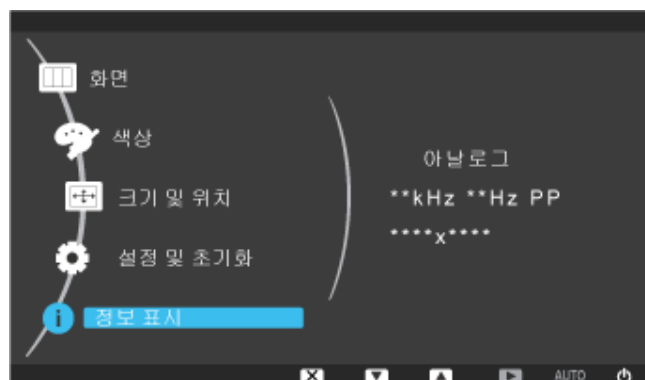 화면
색상
크기 및 위치
설정 및 초기화
정보 표시
아날로그
**kHz **Hz PP
****x****
AUTO